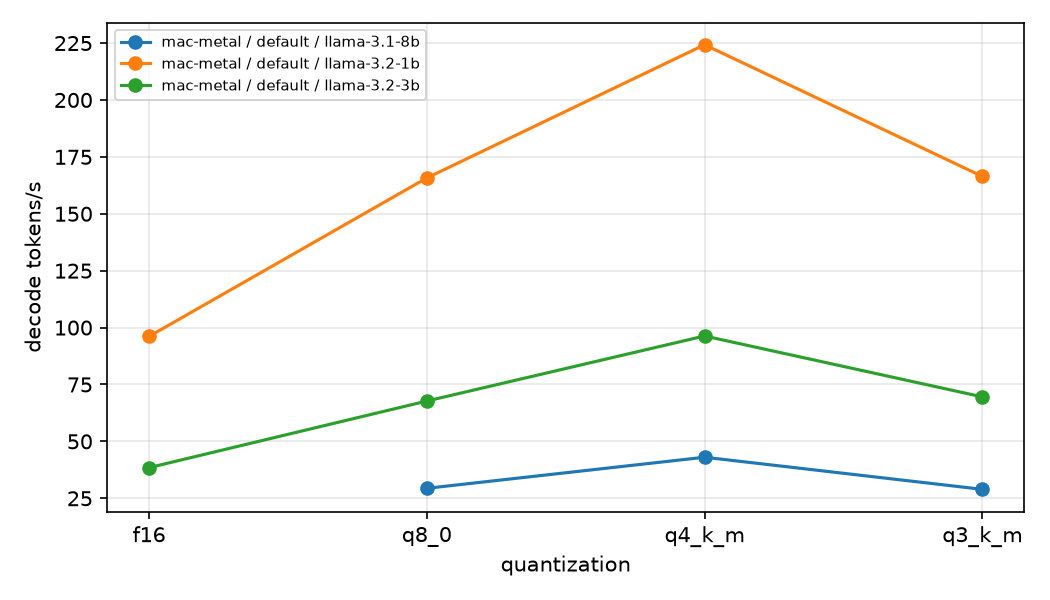 mac-metal / default / llama-3.1-8b
mac-metal / default / llama-3.2-1b
mac-metal / default / llama-3.2-3b
decode tokens/s
225
200
175
150
125
100
75
50
25
f16 q8_0 q4_k_m q3_k_m
quantization